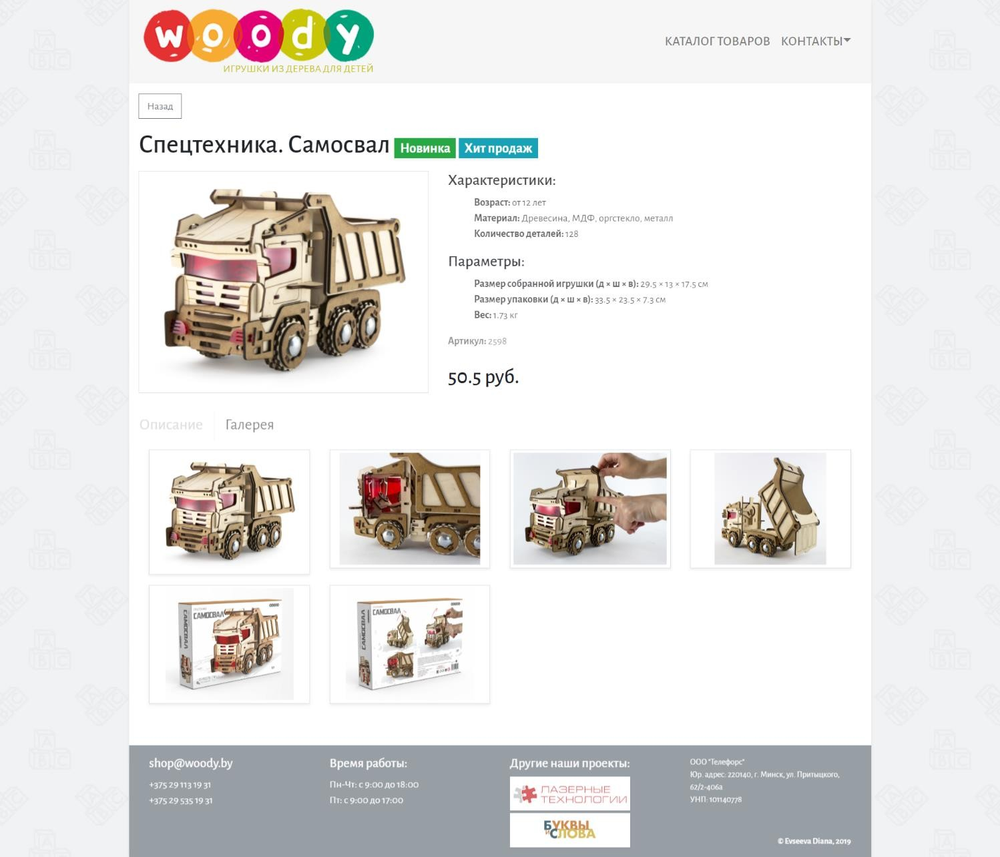 woody
ИГРУШКИ ИЗ ДЕРЕВА ДЛЯ ДЕТЕЙ
КАТАЛОГ ТОВАРОВ КОНТАКТЫ
Назад
Спецтехника. Самосвал Новинка Хит продаж
Характеристики:
Возраст: от 12 лет
Материал: Древесина, МДФ, оргстекло, металл
Количество деталей: 128
Параметры:
Размер собранной игрушки (д × ш × в): 29.5 × 13 × 17.5 см
Размер упаковки (д × ш × в): 33.5 × 23.5 × 7.3 см
Вес: 1.73 кг
Артикул: 2598
50.5 руб.
Описание Галерея
САМОСВАЛ
САМОСВАЛ
САМОСВАЛ
САМОСВАЛ
shop@woody.by
+375 29 113 19 31
+375 29 535 19 31
Время работы:
Пн-Чт: с 9:00 до 18:00
Пт: с 9:00 до 17:00
Другие наши проекты:
ЛАЗЕРНЫЕ
ТЕХНОЛОГИИ
БУКВЫ
И СЛОВА
ООО "Телефорс"
Юр. адрес: 220140, г. Минск, ул. Притыцкого,
62/2-406а
УНП: 101140778
© Evseeva Diana, 2019